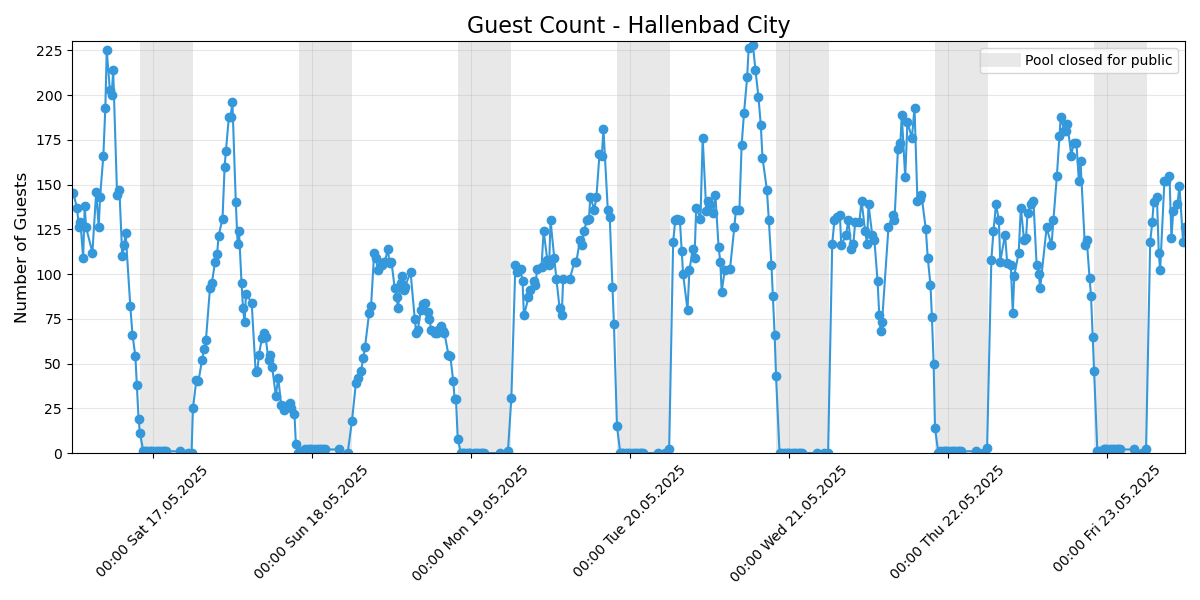 Guest Count - Hallenbad City
Pool closed for public
Number of Guests
225
200
175
150
125
100
75
50
25
0
00:00 Sat 17.05.2025
00:00 Sun 18.05.2025
00:00 Mon 19.05.2025
00:00 Tue 20.05.2025
00:00 Wed 21.05.2025
00:00 Thu 22.05.2025
00:00 Fri 23.05.2025